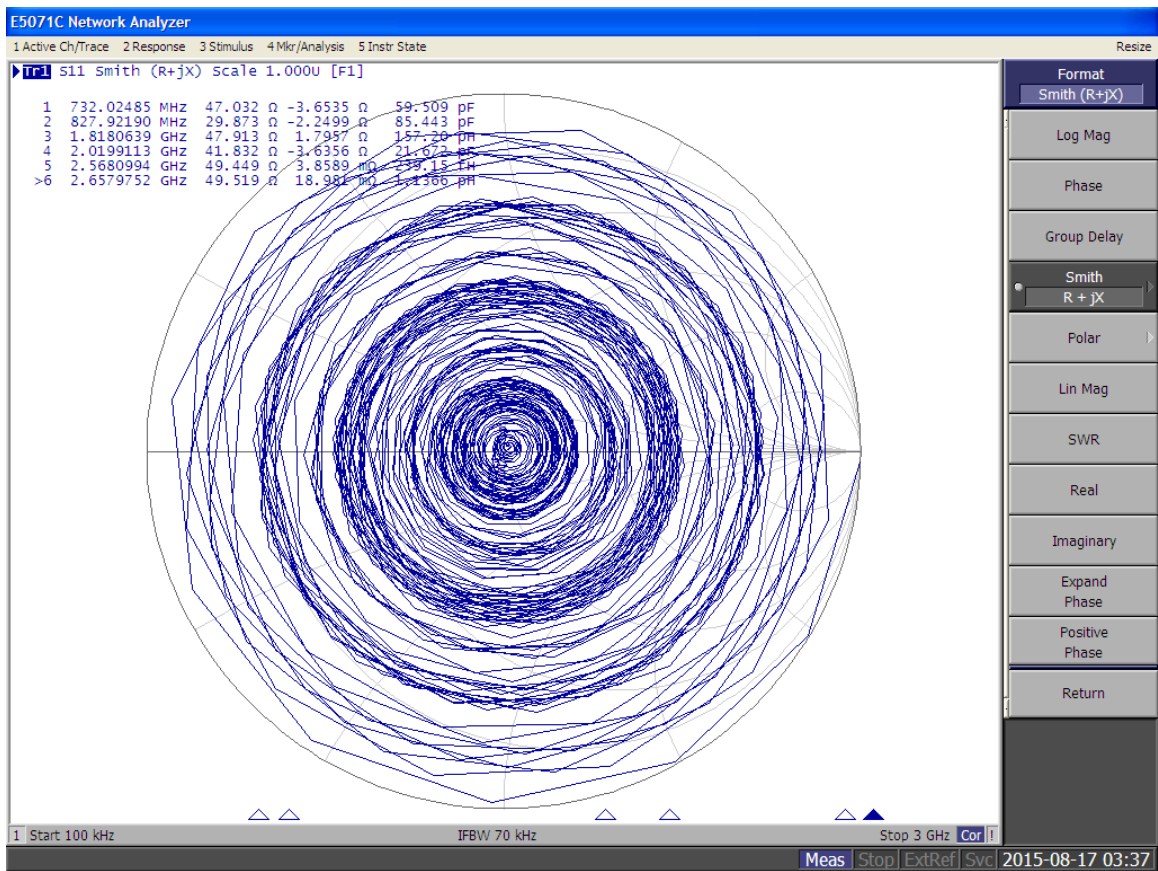 E5071C Network Analyzer
1 Active Ch/Trace 2 Response 3 Stimulus 4 Mkr/Analysis 5 Instr State Resize
Tr1 S11 Smith (R+jX) Scale 1.000U [F1]
1 732.02485 MHz 47.032 Ω -3.6535 Ω 59.509 pF
2 827.92190 MHz 29.873 Ω -2.2499 Ω 85.443 pF
3 1.8180639 GHz 47.913 Ω 1.7957 Ω 157.20 pH
4 2.0199113 GHz 41.832 Ω -3.6356 Ω 21.672 pF
5 2.5680994 GHz 49.449 Ω 3.8589 mΩ 239.15 fH
>6 2.6579752 GHz 49.519 Ω 18.981 mΩ 1.1366 pH
Format
Smith (R+jX)
Log Mag
Phase
Group Delay
Smith
R + jX
Polar
Lin Mag
SWR
Real
Imaginary
Expand
Phase
Positive
Phase
Return
1 Start 100 kHz IFBW 70 kHz Stop 3 GHz Cor !
Meas Stop ExtRef Svc 2015-08-17 03:37